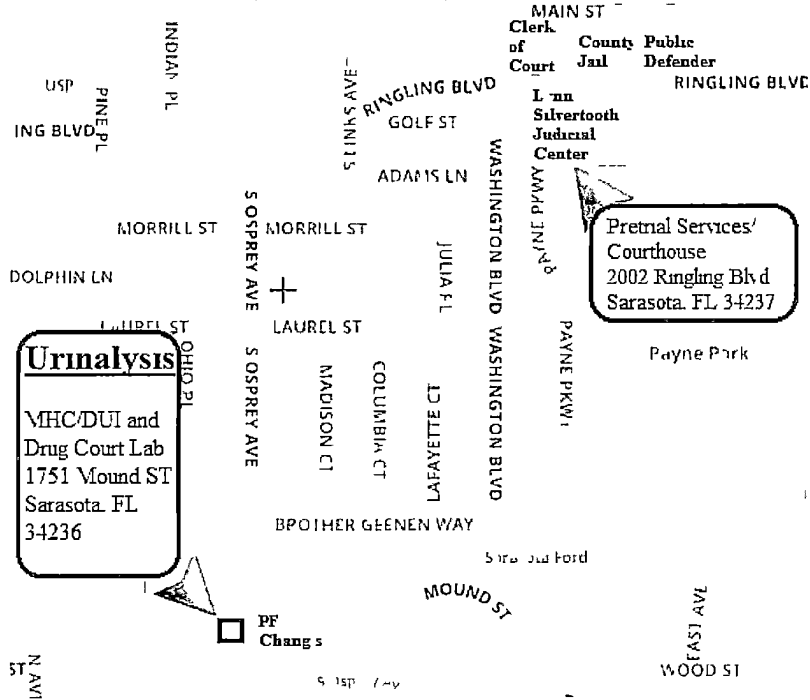 MAIN ST
Clerk
of
Court
County
Jail
Public
Defender
RINGLING BLVD
INDIAN PL
USP
PINE PL
ING BLVD
RINGLING BLVD
GOLF ST
Silvertooth
Judicial
Center
ADAMS LN
WASHINGTON BLVD
S OSPREY AVE
MORRILL ST
MORRILL ST
JULIA PL
DOLPHIN LN
Pretrial Services/
Courthouse
2002 Ringling Blvd
Sarasota, FL 34237
LAUREL ST
LAUREL ST
OHIO PL
S OSPREY AVE
MADISON CT
COLUMBIA CT
LAFAYETTE CT
WASHINGTON BLVD
PAYNE PKWY
Payne Park
Urinalysis
MHC/DUI and
Drug Court Lab
1751 Mound ST
Sarasota, FL
34236
BROTHER GEENEN WAY
MOUND ST
PF
Chang s
EAST AVE
WOOD ST
ST
N AVE